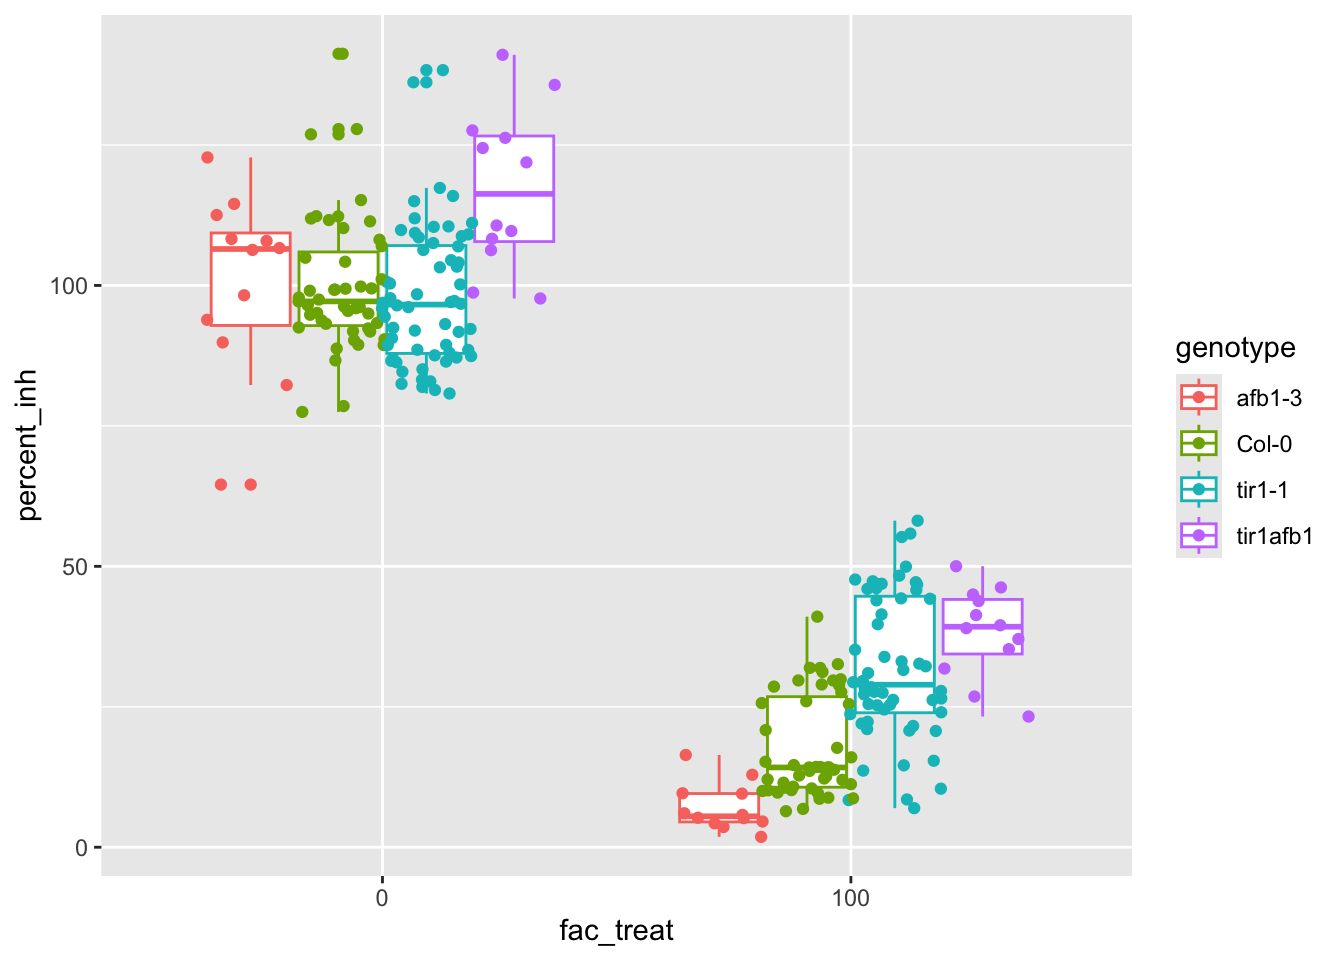 percent_inh
100
50
0
0
100
fac_treat
genotype
afb1-3
Col-0
tir1-1
tir1afb1